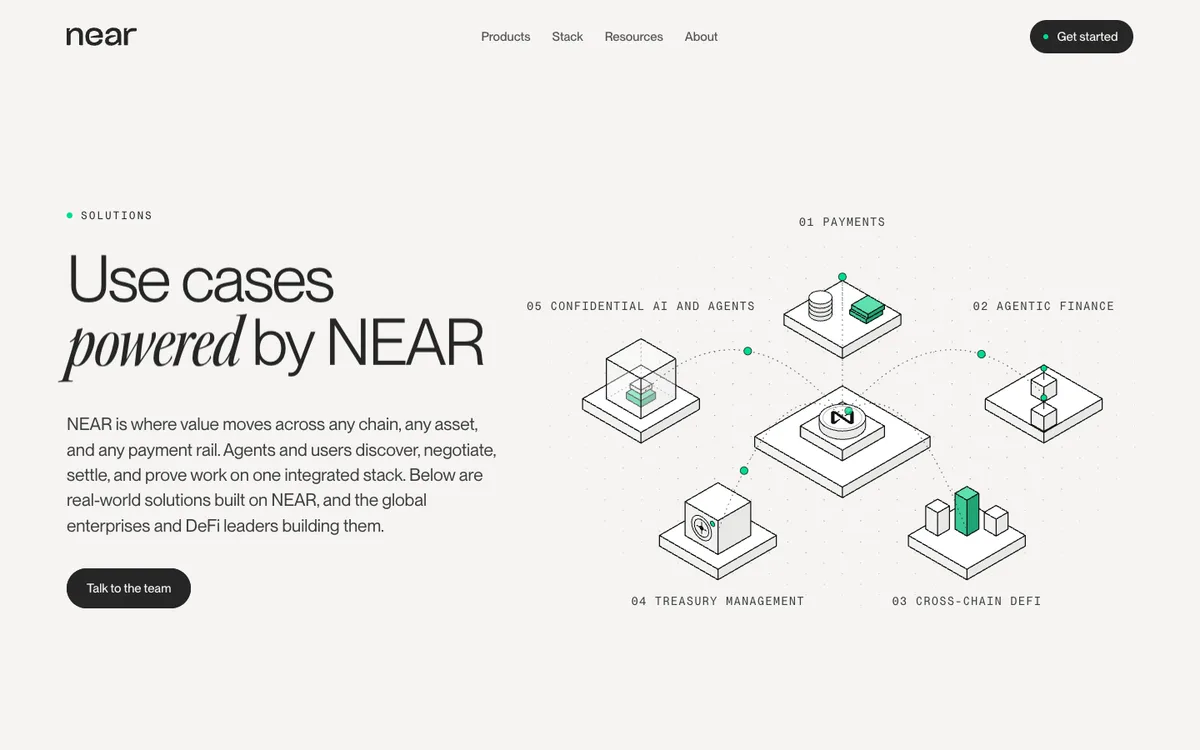 near
Products Stack Resources About
Get started
SOLUTIONS
Use cases
powered by NEAR
NEAR is where value moves across any chain, any asset,
and any payment rail. Agents and users discover, negotiate,
settle, and prove work on one integrated stack. Below are
real-world solutions built on NEAR, and the global
enterprises and DeFi leaders building them.
Talk to the team
01 PAYMENTS
05 CONFIDENTIAL AI AND AGENTS
02 AGENTIC FINANCE
04 TREASURY MANAGEMENT
03 CROSS-CHAIN DEFI